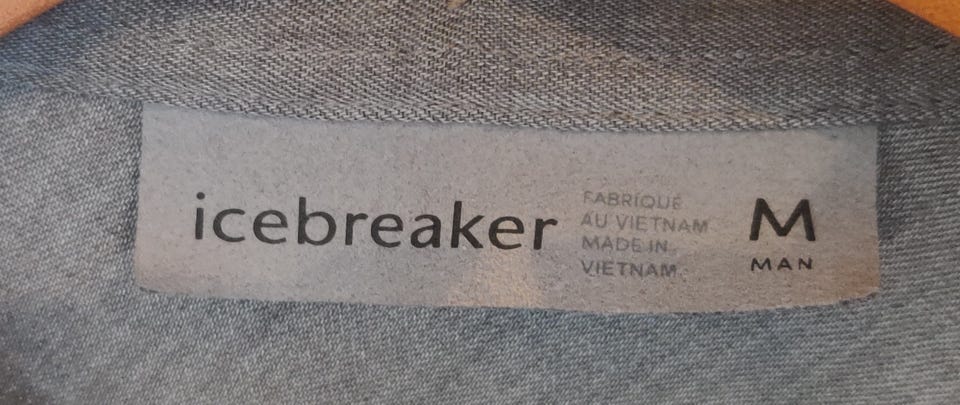 icebreaker
FABRIQUÉ
AU VIETNAM
MADE IN
VIETNAM
M
MAN